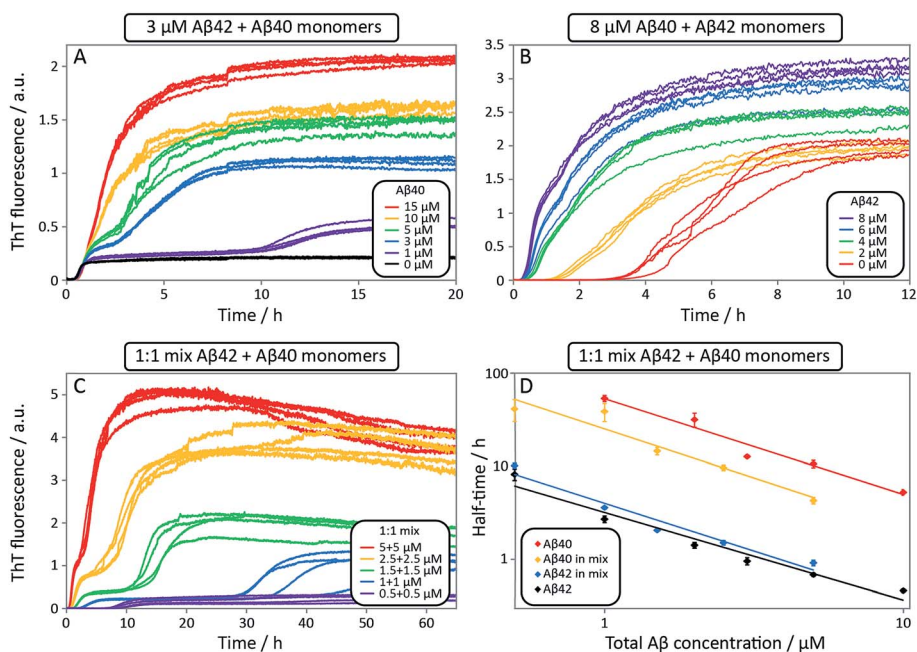 3 μM Aβ42 + Aβ40 monomers
A
ThT fluorescence / a.u.
2
1.5
1
0.5
0
Aβ40
15 μM
10 μM
5 μM
3 μM
1 μM
0 μM
0 5 10 15 20
Time / h
8 μM Aβ40 + Aβ42 monomers
B
3.5
3
2.5
2
1.5
1
0.5
0
Aβ42
8 μM
6 μM
4 μM
2 μM
0 μM
0 2 4 6 8 10 12
Time / h
1:1 mix Aβ42 + Aβ40 monomers
C
ThT fluorescence / a.u.
5
4
3
2
1
0
1:1 mix
5+5 μM
2.5+2.5 μM
1.5+1.5 μM
1+1 μM
0.5+0.5 μM
0 10 20 30 40 50 60
Time / h
1:1 mix Aβ42 + Aβ40 monomers
D
Half-time / h
100
10
1
Aβ40
Aβ40 in mix
Aβ42 in mix
Aβ42
1 10
Total Aβ concentration / μM